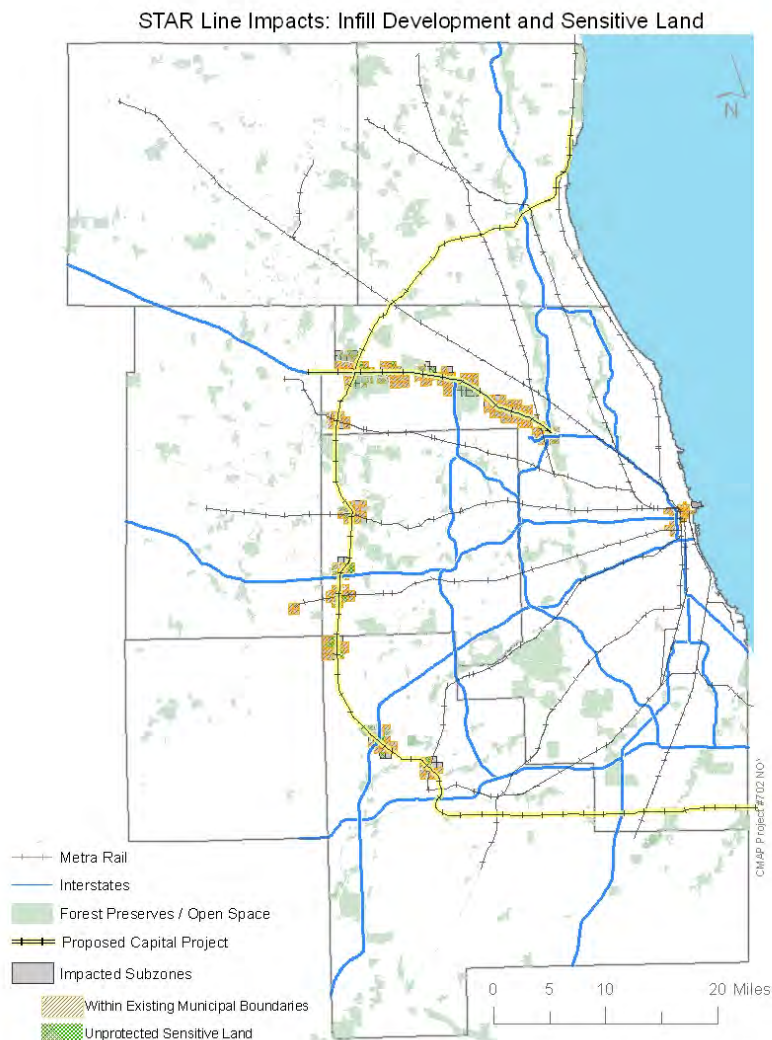 STAR Line Impacts: Infill Development and Sensitive Land
N
CMAP Project #702 NOV
Metra Rail
Interstates
Forest Preserves / Open Space
Proposed Capital Project
Impacted Subzones
0 5 10 20 Miles
Within Existing Municipal Boundaries
Unprotected Sensitive Land